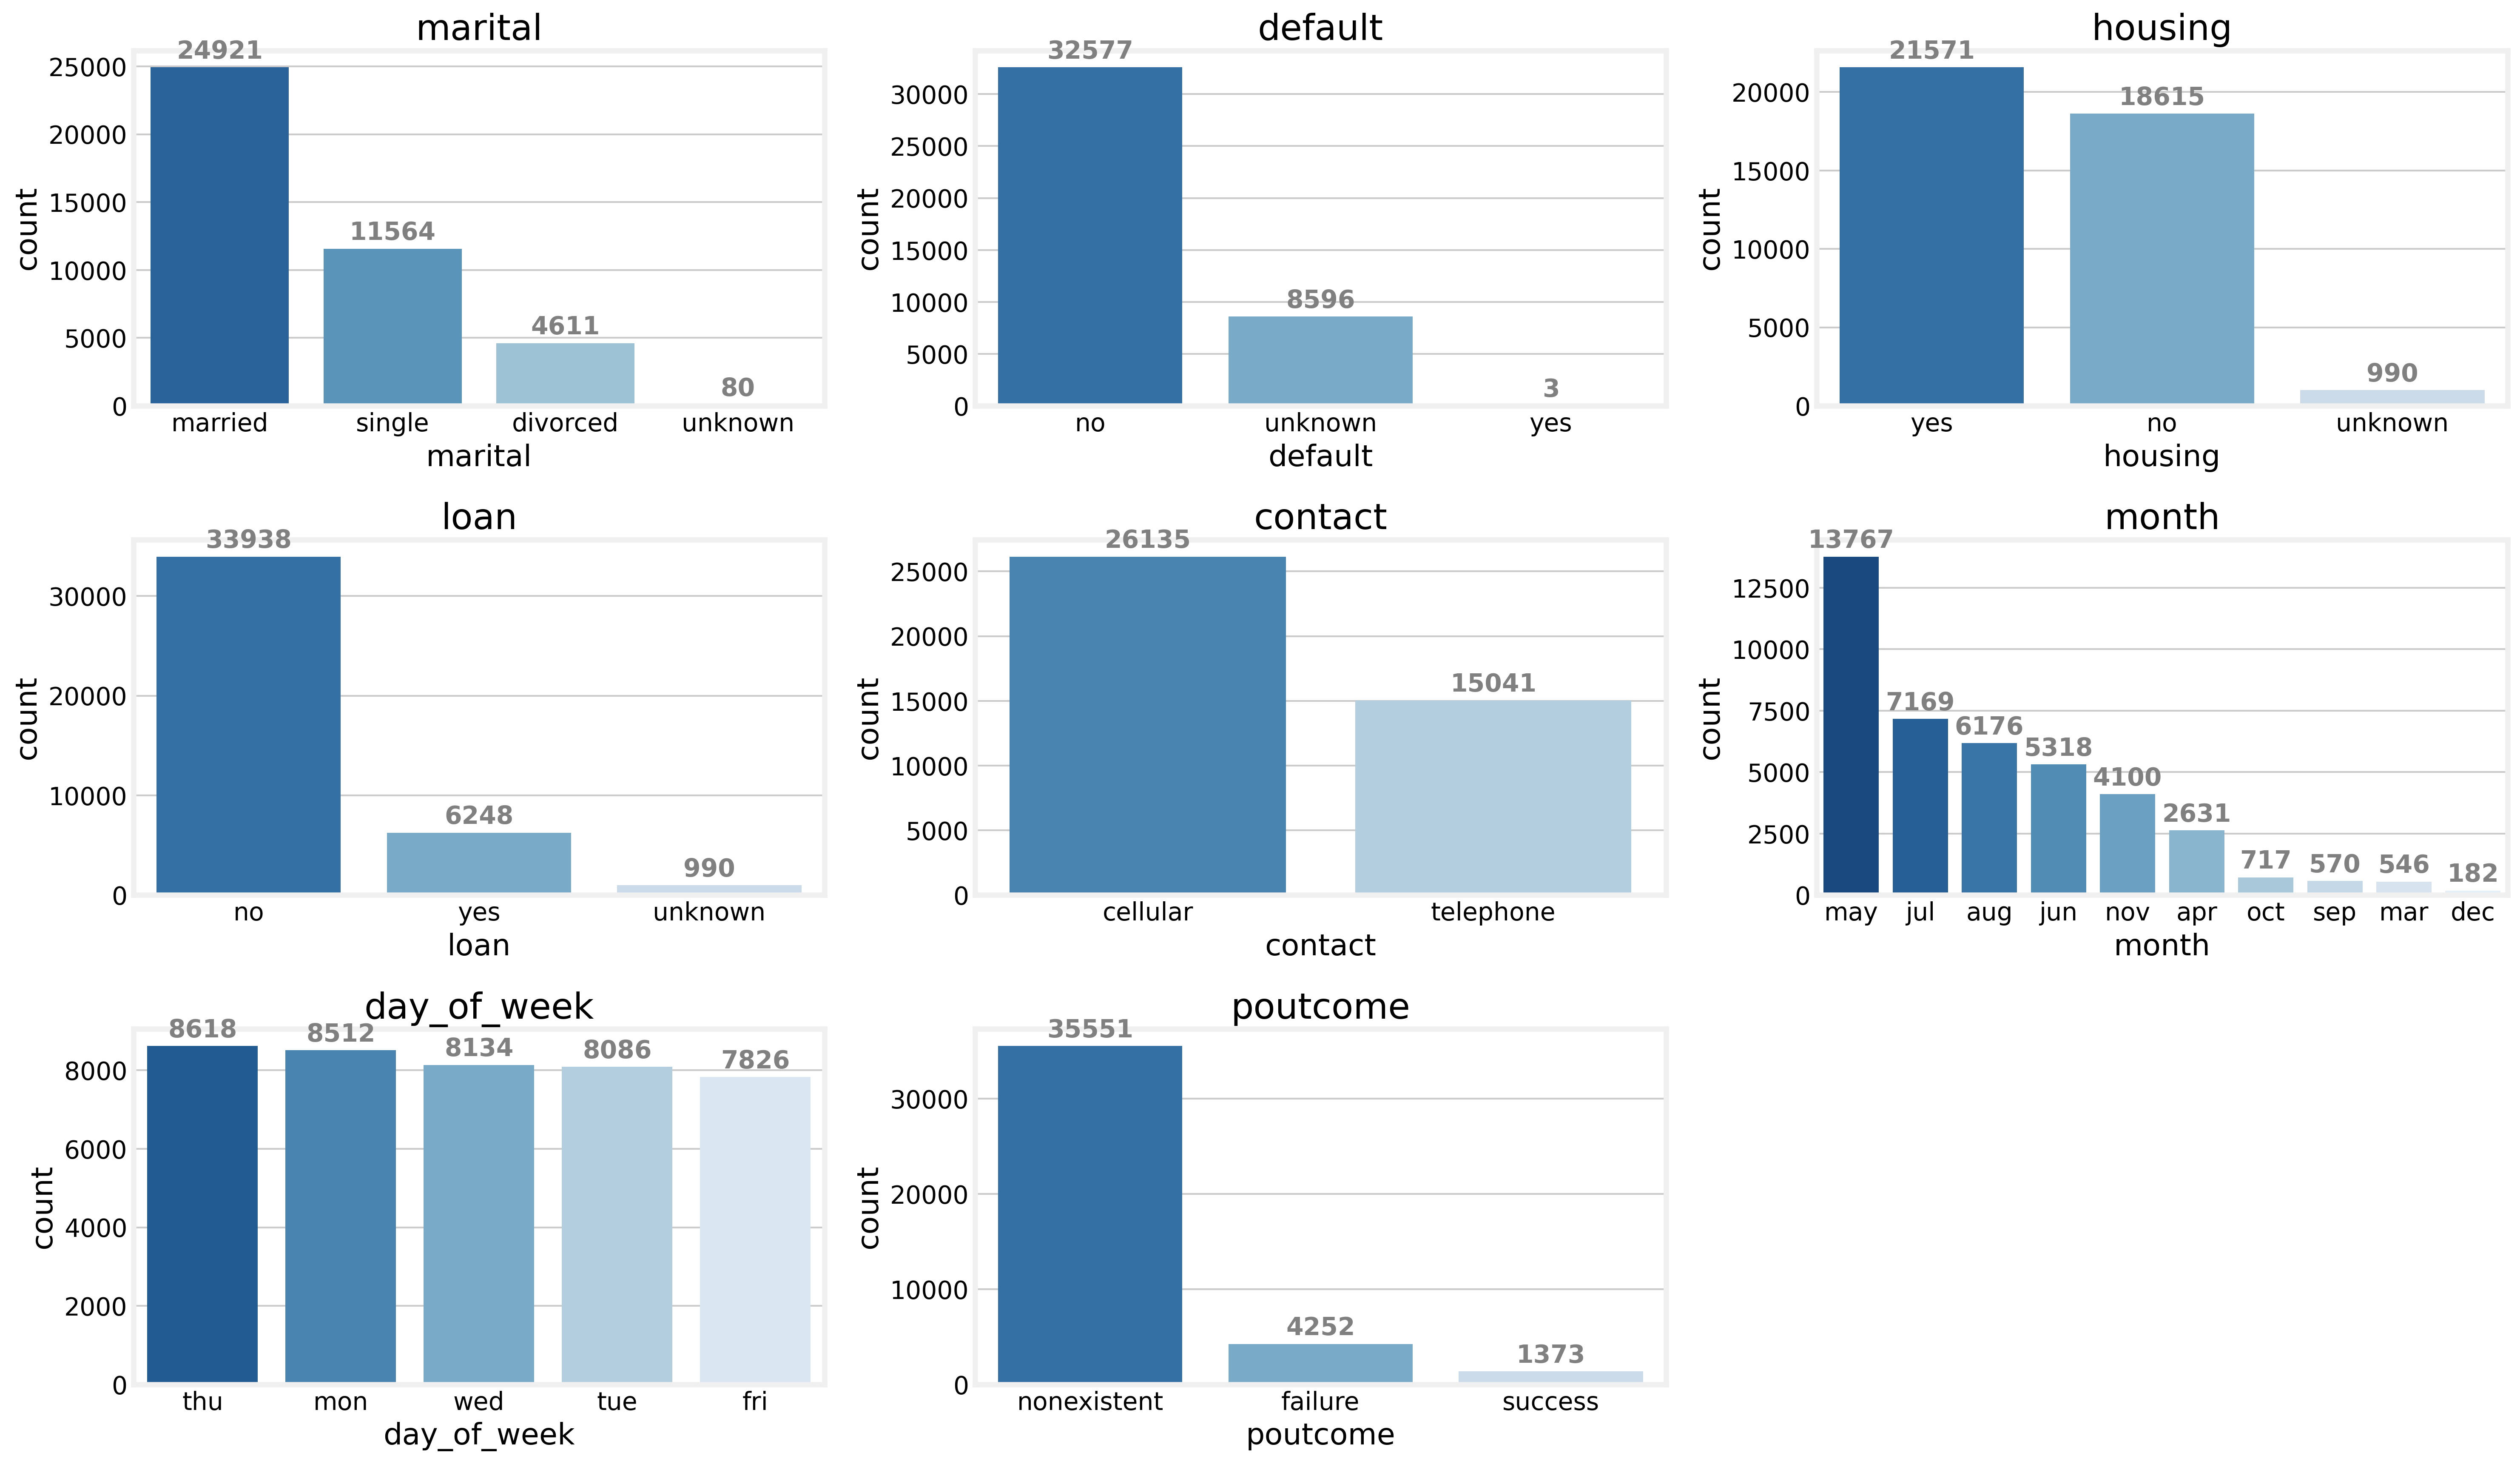 marital
24921
25000
20000
15000
11564
10000
4611
5000
80
0
count
married single divorced unknown
marital
default
32577
30000
25000
20000
15000
10000
8596
5000
3
0
count
no unknown yes
default
housing
21571
20000
18615
15000
10000
5000
990
0
count
yes no unknown
housing
loan
33938
30000
20000
10000
6248
990
0
count
no yes unknown
loan
contact
26135
25000
20000
15041
15000
10000
5000
0
count
cellular telephone
contact
month
13767
12500
10000
7500
7169
6176
5318
5000
4100
2631
2500
717
570
546
182
0
count
may jul aug jun nov apr oct sep mar dec
month
day_of_week
8618
8512
8134
8086
7826
8000
6000
4000
2000
0
count
thu mon wed tue fri
day_of_week
poutcome
35551
30000
20000
10000
4252
1373
0
count
nonexistent failure success
poutcome